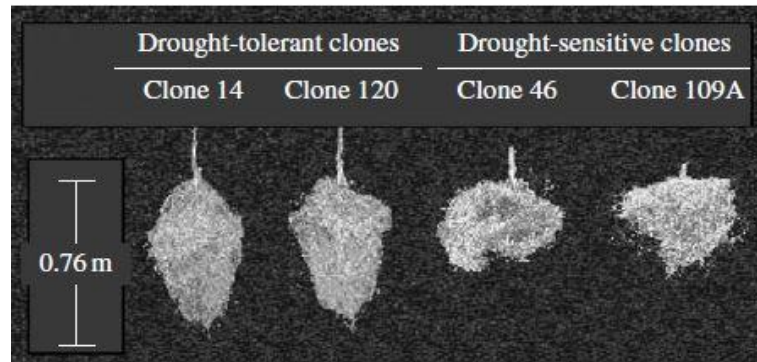 Drought-tolerant clones Drought-sensitive clones
Clone 14 Clone 120 Clone 46 Clone 109A
0.76 m